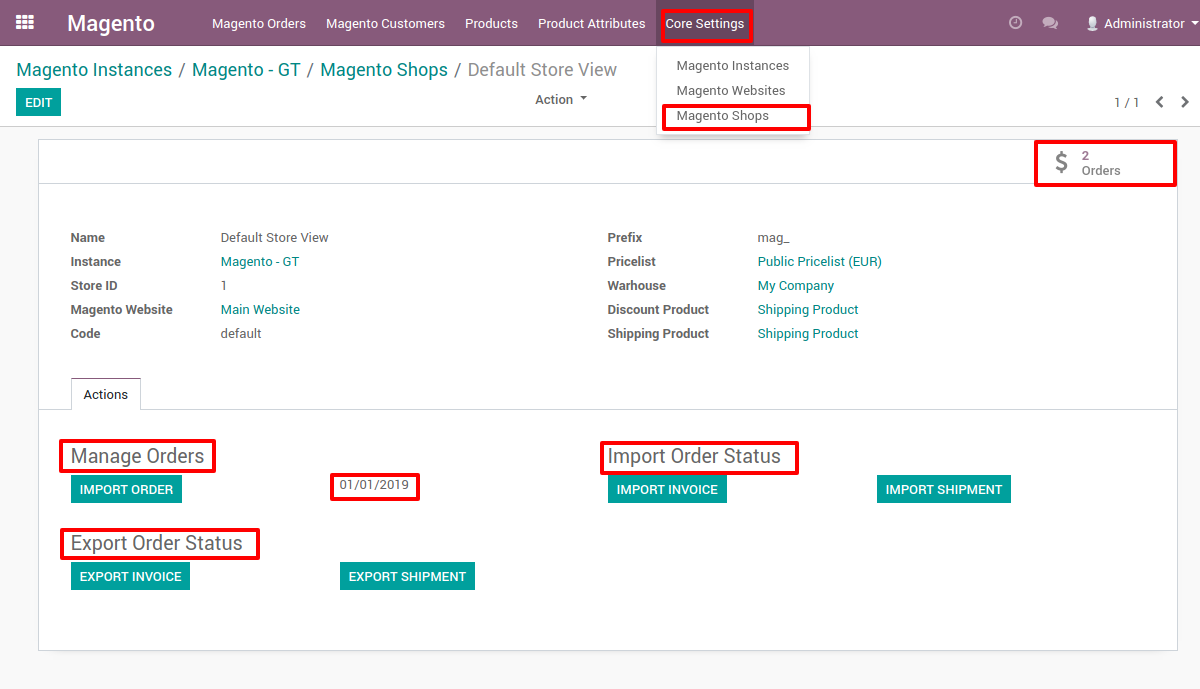 Magento Magento Orders Magento Customers Products Product Attributes Core Settings Administrator
Magento Instances
Magento Websites
Magento Shops
Magento Instances / Magento - GT / Magento Shops / Default Store View
EDIT Action 1 / 1
2
Orders
Name Default Store View Prefix mag_
Instance Magento - GT Pricelist Public Pricelist (EUR)
Store ID 1 Warhouse My Company
Magento Website Main Website Discount Product Shipping Product
Code default Shipping Product Shipping Product
Actions
Manage Orders Import Order Status
IMPORT ORDER 01/01/2019 IMPORT INVOICE IMPORT SHIPMENT
Export Order Status
EXPORT INVOICE EXPORT SHIPMENT